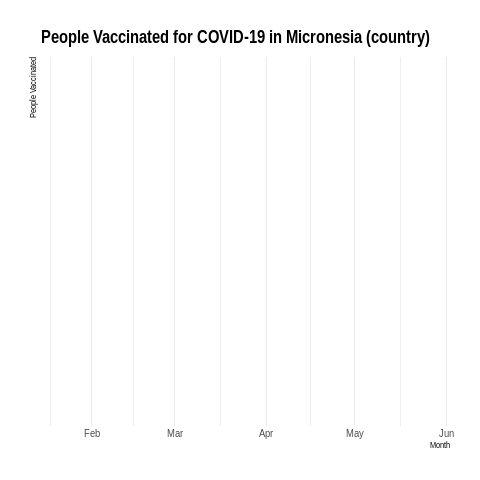 People Vaccinated for COVID-19 in Micronesia (country)
People Vaccinated
Feb Mar Apr May Jun
Month